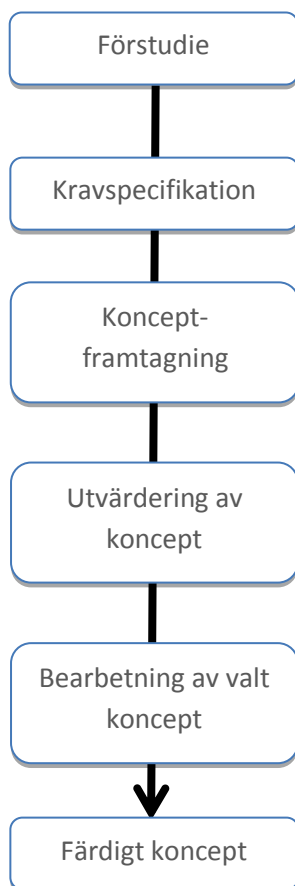 Förstudie
Kravspecifikation
Koncept-
framtagning
Utvärdering av
koncept
Bearbetning av valt
koncept
Färdigt koncept